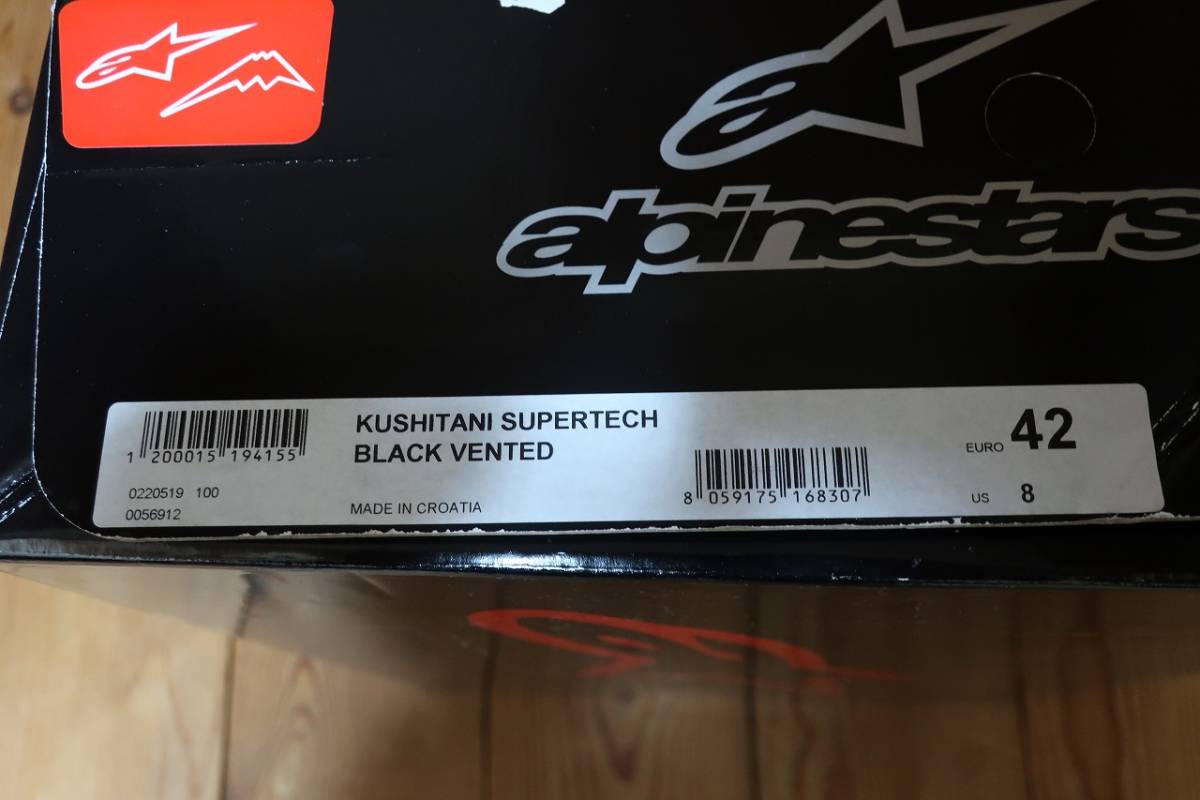 alpinestars
1 200015 194155
KUSHITANI SUPERTECH
BLACK VENTED
0220519 100
0056912
MADE IN CROATIA
8 059175 168307
EURO 42
US 8